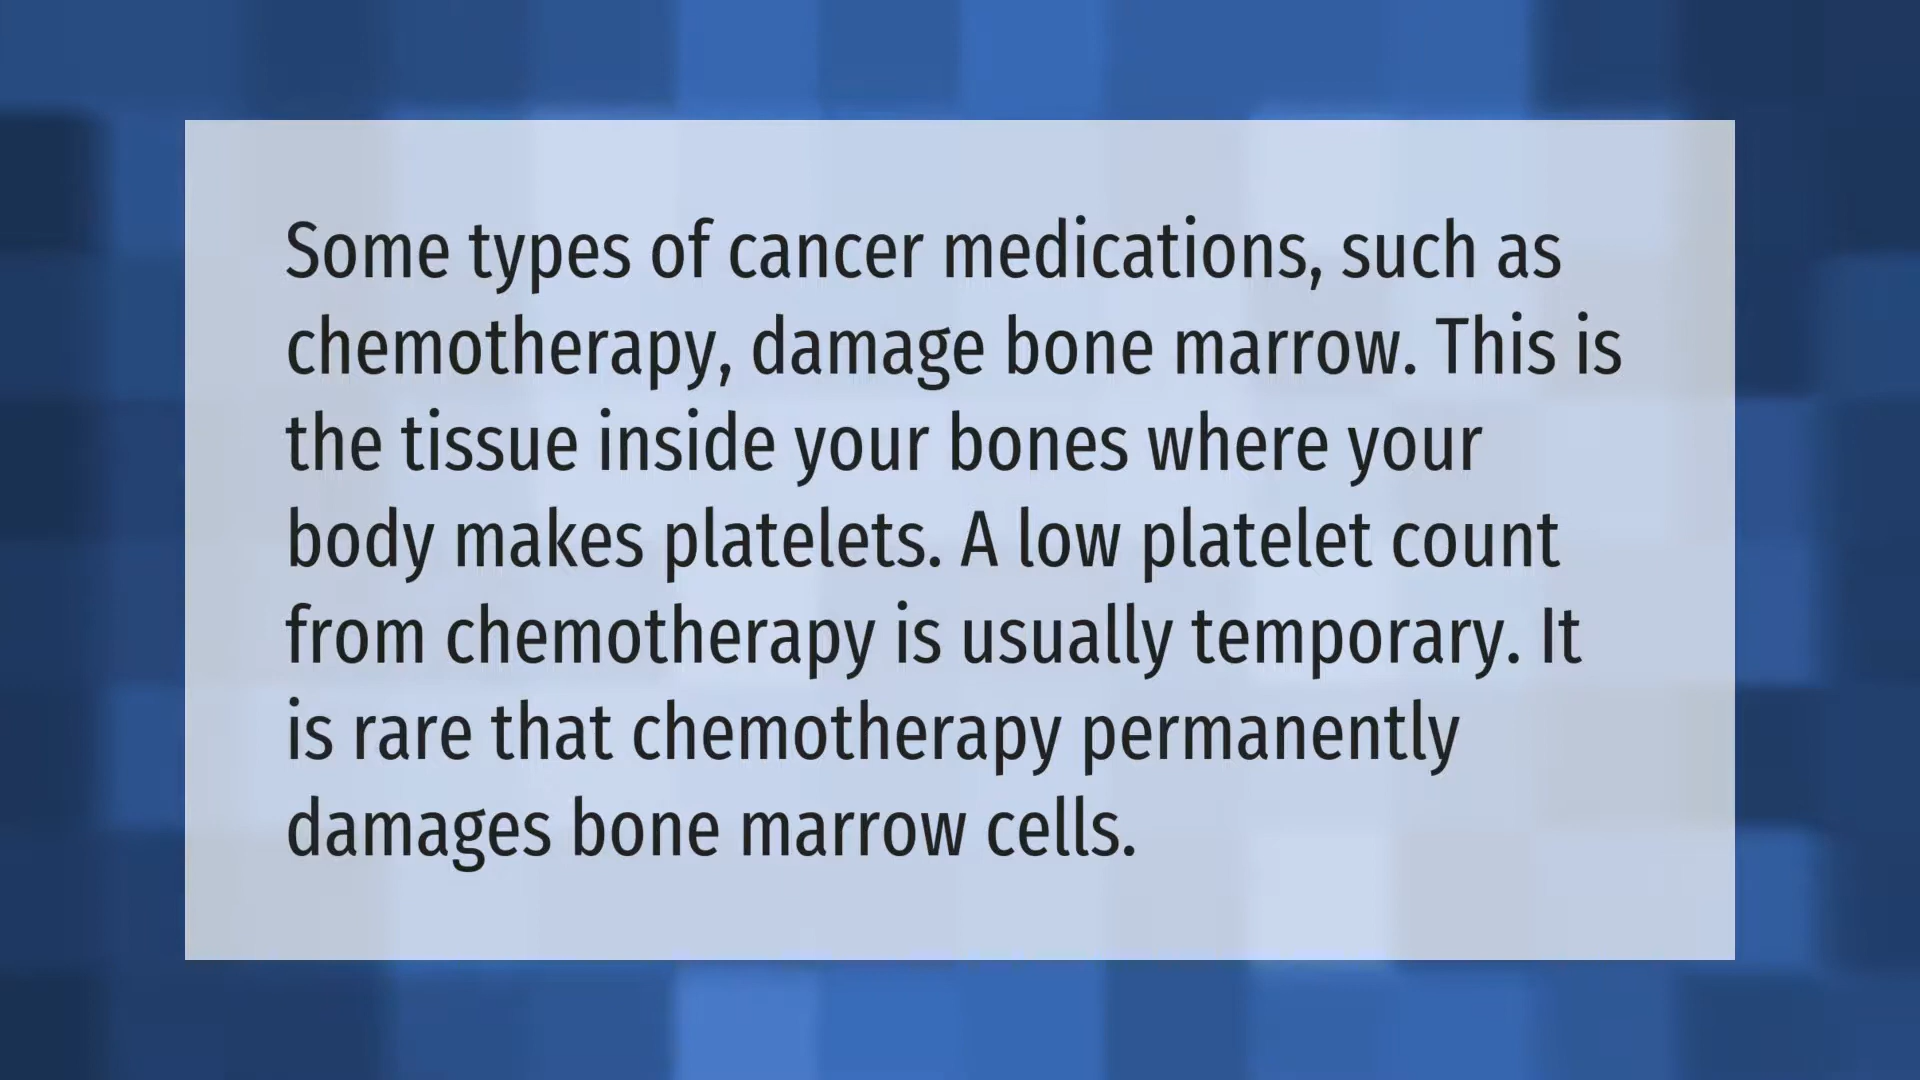 Some types of cancer medications, such as
chemotherapy, damage bone marrow. This is
the tissue inside your bones where your
body makes platelets. A low platelet count
from chemotherapy is usually temporary. It
is rare that chemotherapy permanently
damages bone marrow cells.